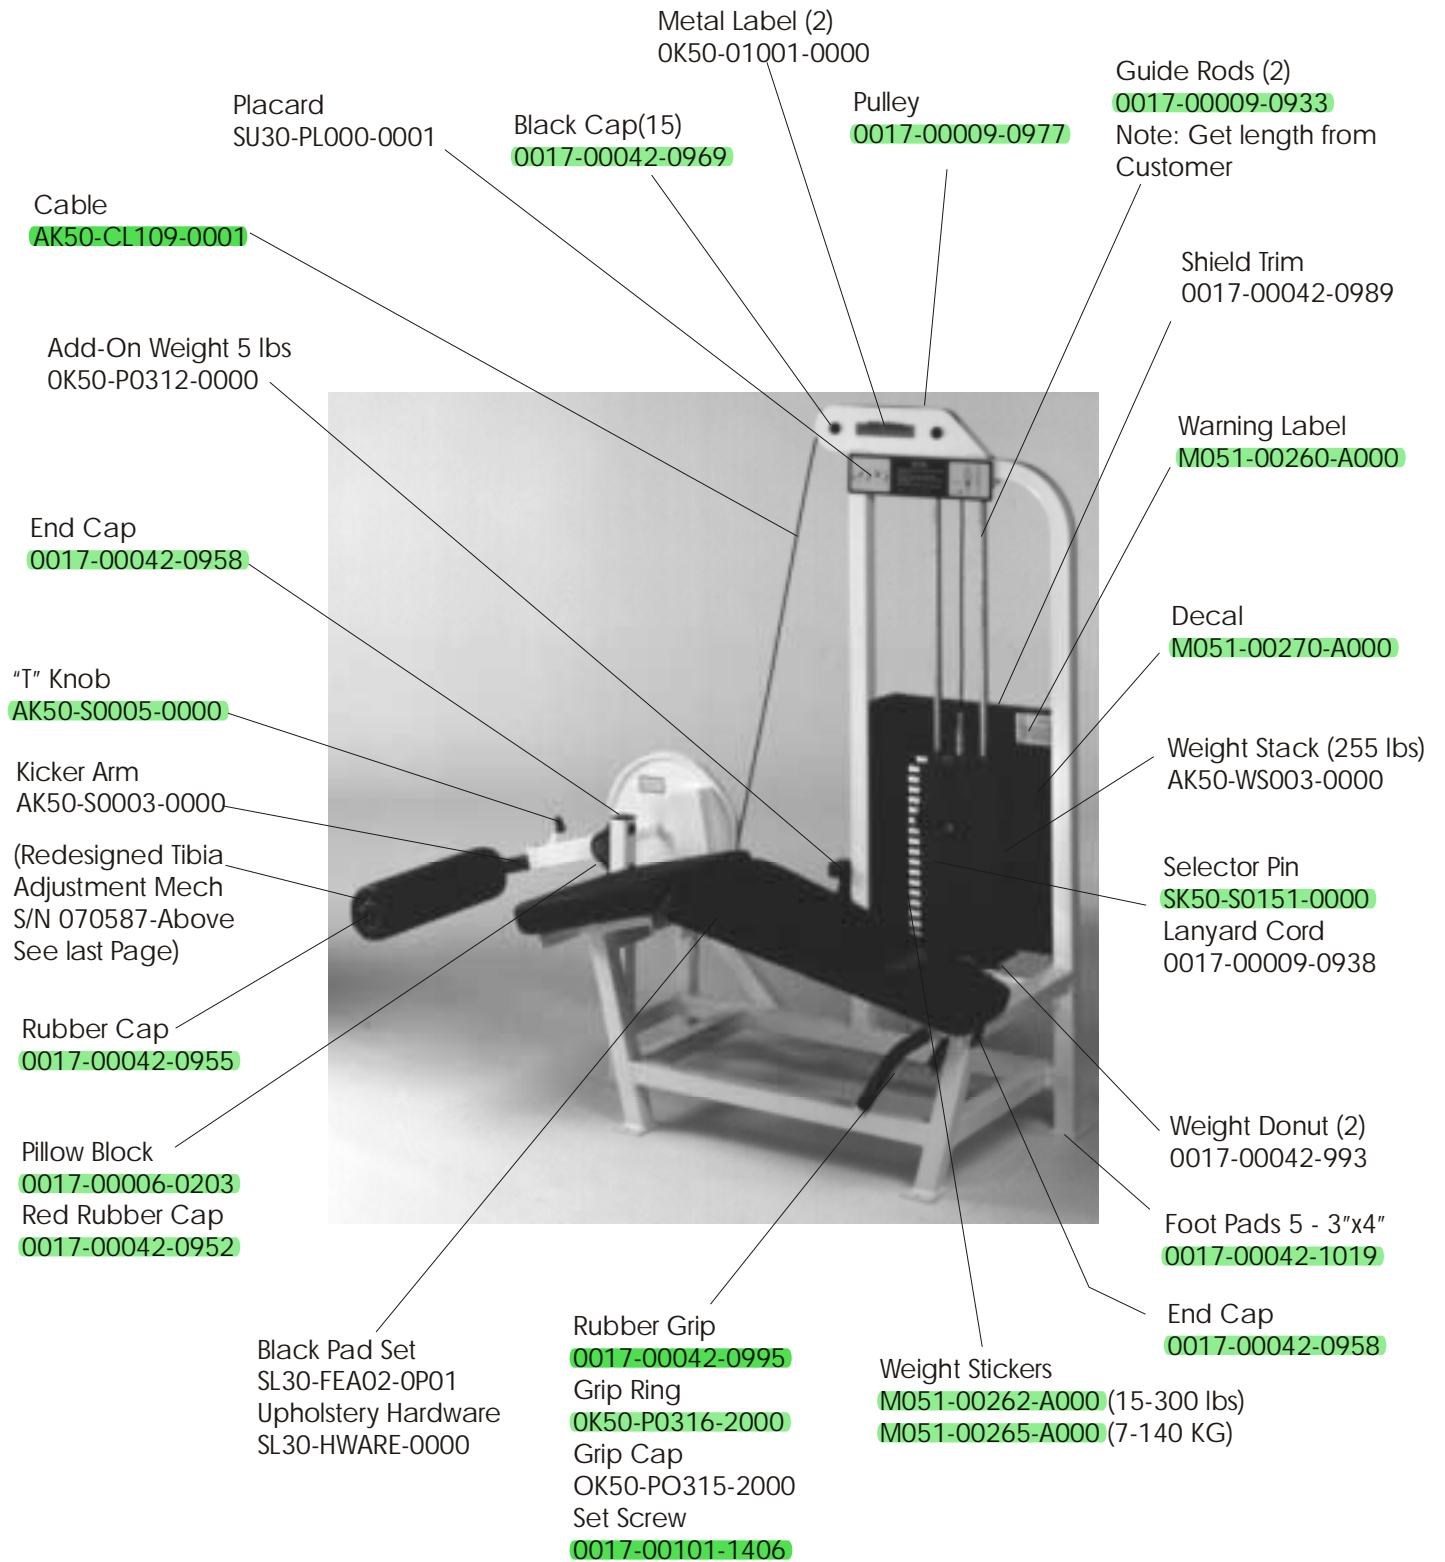 Metal Label (2)
0K50-01001-0000
Guide Rods (2)
0017-00009-0933
Note: Get length from
Customer
Placard
SU30-PL000-0001
Black Cap(15)
0017-00042-0969
Pulley
0017-00009-0977
Cable
AK50-CL109-0001
Shield Trim
0017-00042-0989
Add-On Weight 5 lbs
0K50-P0312-0000
Warning Label
M051-00260-A000
End Cap
0017-00042-0958
Decal
M051-00270-A000
“T” Knob
AK50-S0005-0000
Kicker Arm
AK50-S0003-0000
Weight Stack (255 lbs)
AK50-WS003-0000
(Redesigned Tibia
Adjustment Mech
S/N 070587-Above
See last Page)
Selector Pin
SK50-S0151-0000
Lanyard Cord
0017-00009-0938
Rubber Cap
0017-00042-0955
Pillow Block
0017-00006-0203
Red Rubber Cap
0017-00042-0952
Weight Donut (2)
0017-00042-993
Foot Pads 5 - 3”x4”
0017-00042-1019
End Cap
0017-00042-0958
Black Pad Set
SL30-FEA02-0P01
Upholstery Hardware
SL30-HWARE-0000
Rubber Grip
0017-00042-0995
Grip Ring
0K50-P0316-2000
Grip Cap
OK50-PO315-2000
Set Screw
0017-00101-1406
Weight Stickers
M051-00262-A000 (15-300 lbs)
M051-00265-A000 (7-140 KG)